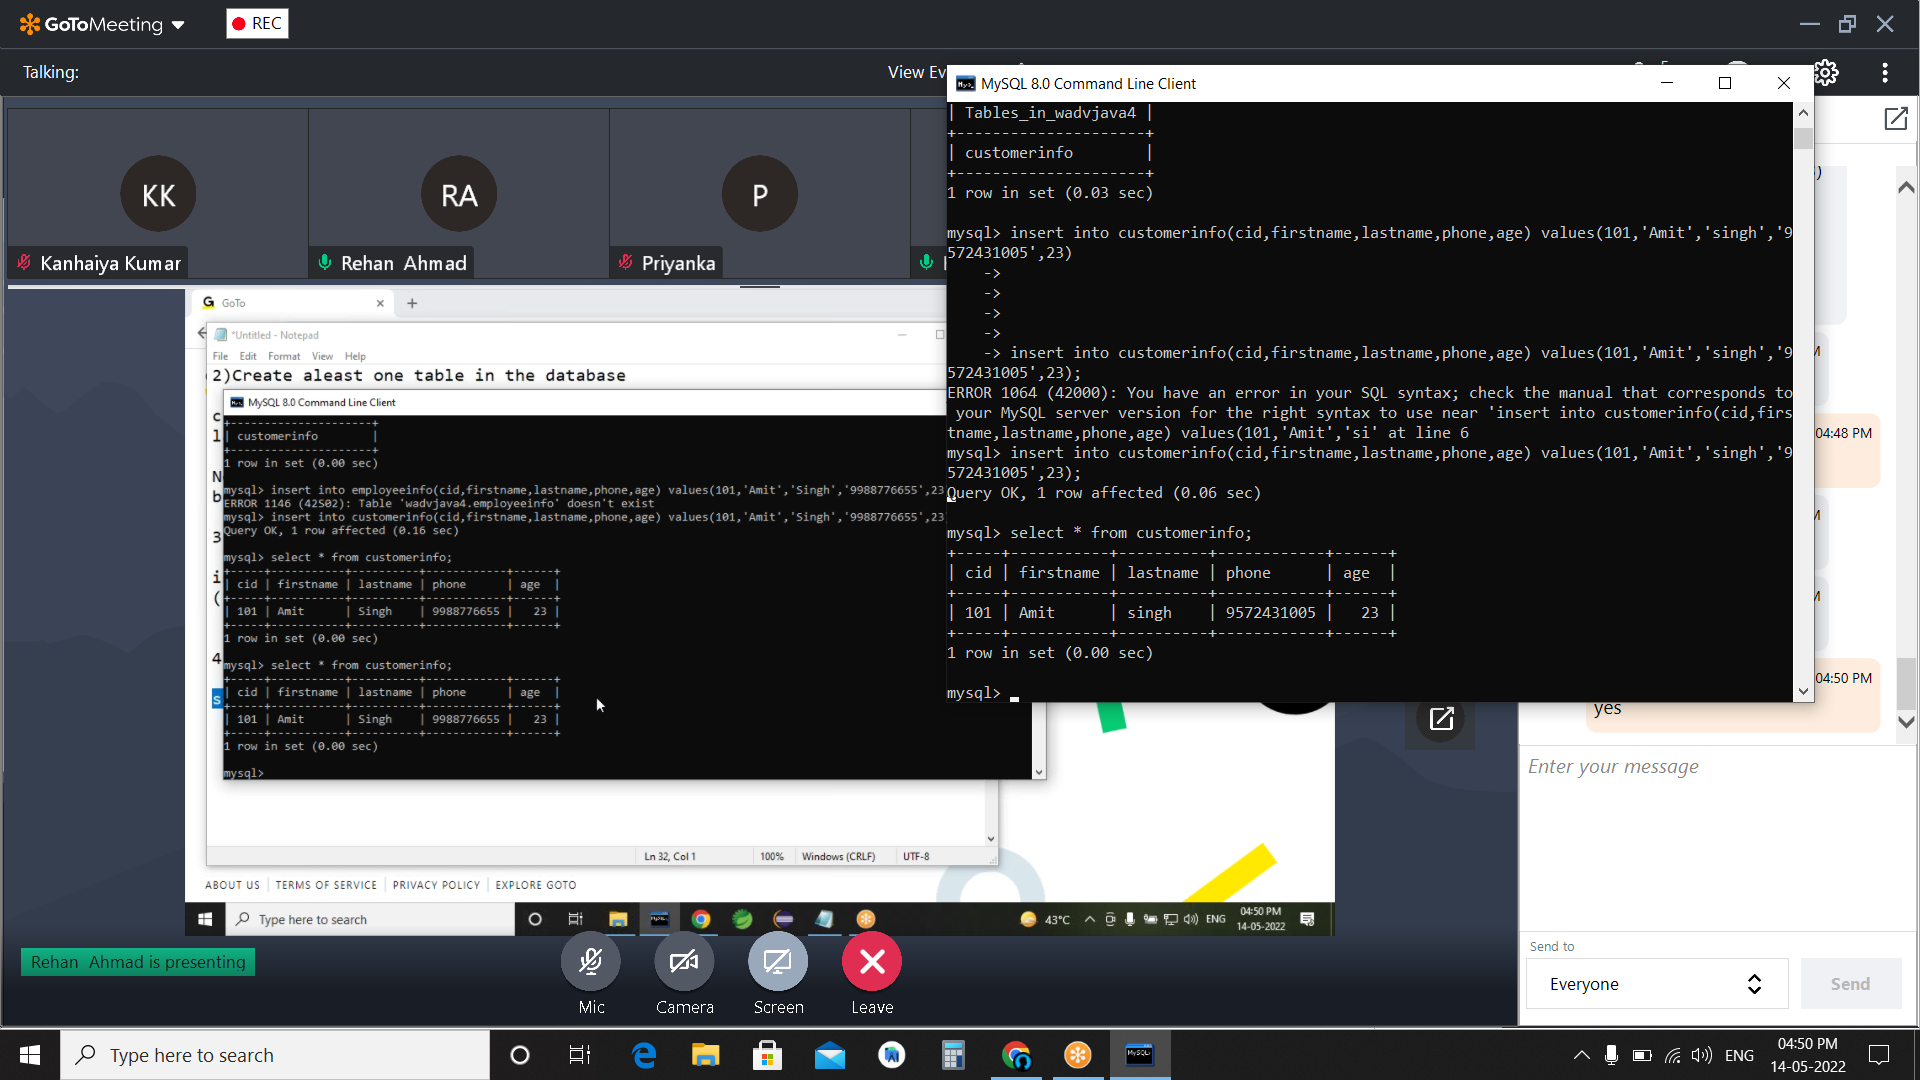 GoToMeeting
REC
Talking:
View Ev
KK
Kanhaiya Kumar
RA
Rehan Ahmad
P
Priyanka
GoTo
*Untitled - Notepad
File Edit Format View Help
2)Create aleast one table in the database
MySQL 8.0 Command Line Client
| customerinfo |
1 row in set (0.00 sec)
mysql> insert into employeeinfo(cid,firstname,lastname,phone,age) values(101,'Amit','Singh','9988776655',23
ERROR 1146 (42S02): Table 'wadvjava4.employeeinfo' doesn't exist
mysql> insert into customerinfo(cid,firstname,lastname,phone,age) values(101,'Amit','Singh','9988776655',23
Query OK, 1 row affected (0.16 sec)
mysql> select * from customerinfo;
| cid | firstname | lastname | phone | age |
| 101 | Amit | Singh | 9988776655 | 23 |
1 row in set (0.00 sec)
mysql> select * from customerinfo;
| cid | firstname | lastname | phone | age |
| 101 | Amit | Singh | 9988776655 | 23 |
1 row in set (0.00 sec)
mysql>
Ln 32, Col 1 100% Windows (CRLF) UTF-8
ABOUT US TERMS OF SERVICE PRIVACY POLICY EXPLORE GOTO
Type here to search
43°C
ENG
04:50 PM
14-05-2022
Rehan Ahmad is presenting
Mic
Camera
Screen
Leave
MySQL 8.0 Command Line Client
| Tables_in_wadvjava4 |
+---------------------+
| customerinfo |
+---------------------+
1 row in set (0.03 sec)
mysql> insert into customerinfo(cid,firstname,lastname,phone,age) values(101,'Amit','singh','9
572431005',23)
->
->
->
->
-> insert into customerinfo(cid,firstname,lastname,phone,age) values(101,'Amit','singh','9
572431005',23);
ERROR 1064 (42000): You have an error in your SQL syntax; check the manual that corresponds to
your MySQL server version for the right syntax to use near 'insert into customerinfo(cid,firs
tname,lastname,phone,age) values(101,'Amit','si' at line 6
mysql> insert into customerinfo(cid,firstname,lastname,phone,age) values(101,'Amit','singh','9
572431005',23);
Query OK, 1 row affected (0.06 sec)
mysql> select * from customerinfo;
+-----+-----------+----------+------------+------+
| cid | firstname | lastname | phone | age |
+-----+-----------+----------+------------+------+
| 101 | Amit | singh | 9572431005 | 23 |
+-----+-----------+----------+------------+------+
1 row in set (0.00 sec)
mysql>
04:48 PM
04:50 PM
yes
Enter your message
Send to
Everyone
Send
Type here to search
ENG
04:50 PM
14-05-2022